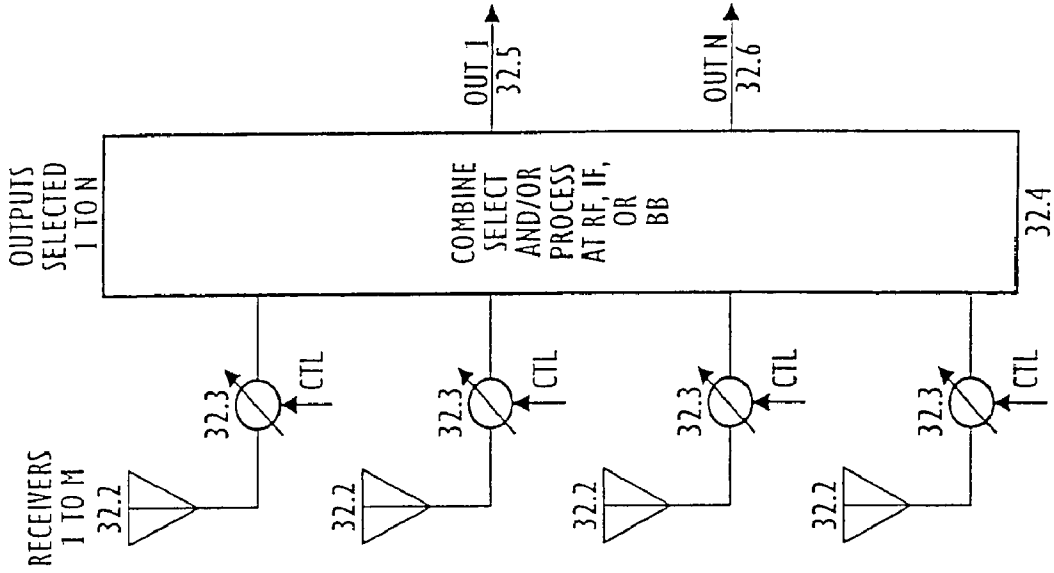 RECEIVERS
1 TO M
OUTPUTS
SELECTED
1 TO N
32.2
32.3
CTL
32.2
32.3
CTL
32.2
32.3
CTL
32.2
32.3
CTL
COMBINE
SELECT
AND/OR
PROCESS
AT RF, IF,
OR
BB
32.4
OUT 1
32.5
OUT N
32.6